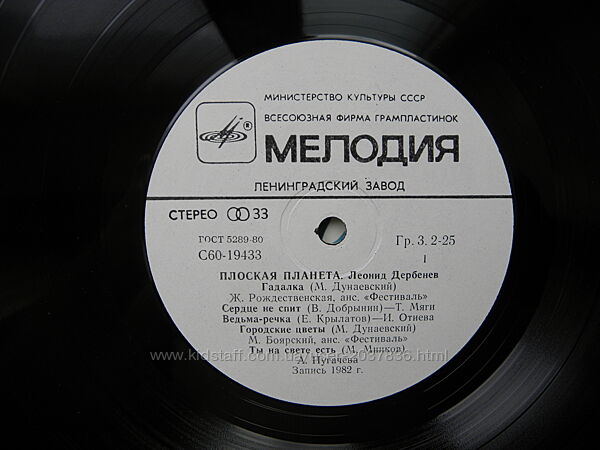 МИНИСТЕРСТВО КУЛЬТУРЫ СССР
ВСЕСОЮЗНАЯ ФИРМА ГРАМПЛАСТИНОК
®
МЕЛОДИЯ
ЛЕНИНГРАДСКИЙ ЗАВОД
СТЕРЕО 33
ГОСТ 5289-80
Гр. 3. 2-25
С60-19433
1
ПЛОСКАЯ ПЛАНЕТА. Леонид Дербенев
Гадалка (М. Дунаевский)
Ж. Рождественская, анс. «Фестиваль»
Сердце не спит (В. Добрынин)—Т. Мяги
Ведьма-речка (Е. Крылатов)—И. Отиева
Городские цветы (М. Дунаевский)
М. Боярский, анс. «Фестиваль»
Ты на свете есть (М. Минков)
А. Пугачева
Запись 1982 г.